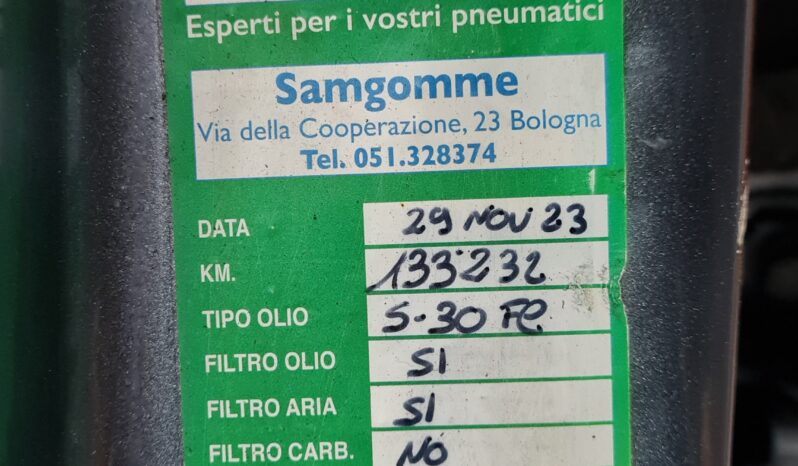 Esperti per i vostri pneumatici
Samgomme
Via della Cooperazione, 23 Bologna
Tel. 051.328374
DATA 29 NOV 23
KM. 133232
TIPO OLIO 5-30 FE.
FILTRO OLIO SI
FILTRO ARIA SI
FILTRO CARB. NO